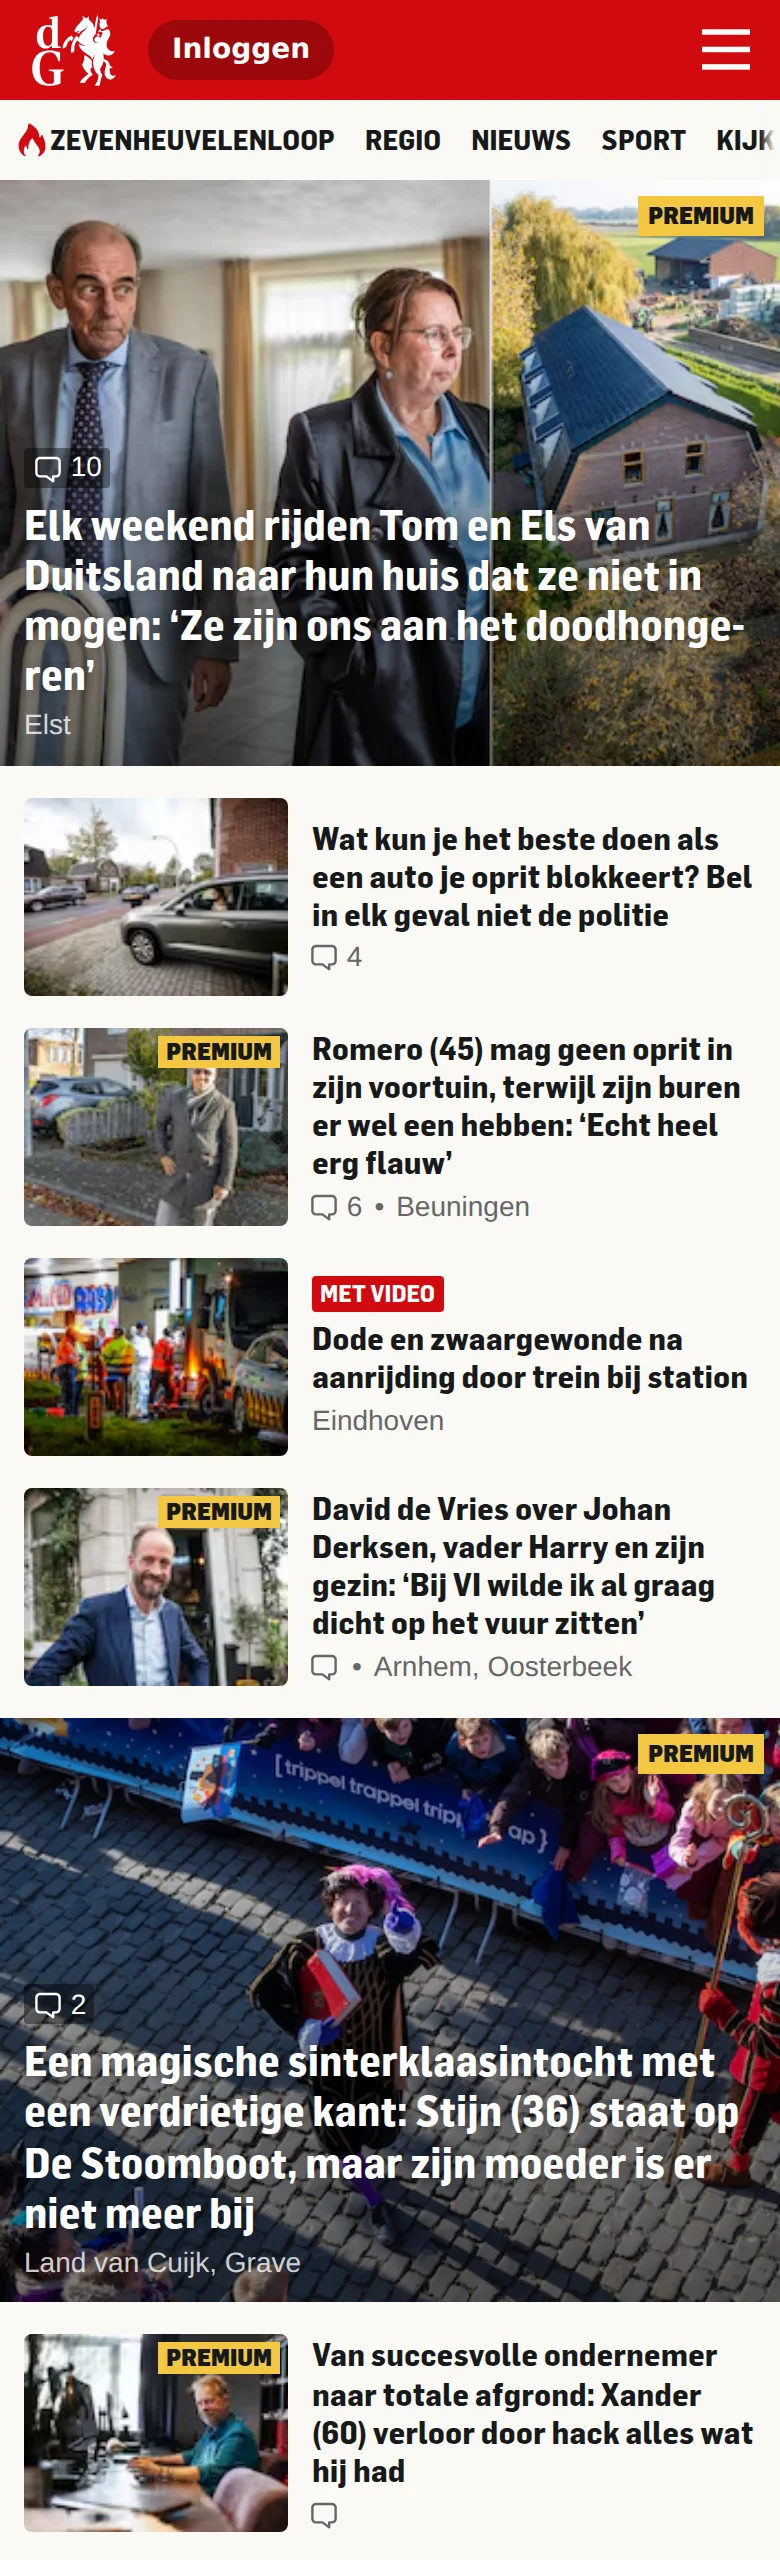 dG
Inloggen
ZEVENHEUVELENLOOP REGIO NIEUWS SPORT KIJK
PREMIUM
10
Elk weekend rijden Tom en Els van
Duitsland naar hun huis dat ze niet in
mogen: ‘Ze zijn ons aan het doodhonge-
ren’
Elst
Wat kun je het beste doen als
een auto je oprit blokkeert? Bel
in elk geval niet de politie
4
PREMIUM
Romero (45) mag geen oprit in
zijn voortuin, terwijl zijn buren
er wel een hebben: ‘Echt heel
erg flauw’
6 • Beuningen
MET VIDEO
Dode en zwaargewonde na
aanrijding door trein bij station
Eindhoven
PREMIUM
David de Vries over Johan
Derksen, vader Harry en zijn
gezin: ‘Bij VI wilde ik al graag
dicht op het vuur zitten’
• Arnhem, Oosterbeek
PREMIUM
[ trippel trappel trip ap }
2
Een magische sinterklaasintocht met
een verdrietige kant: Stijn (36) staat op
De Stoomboot, maar zijn moeder is er
niet meer bij
Land van Cuijk, Grave
PREMIUM
Van succesvolle ondernemer
naar totale afgrond: Xander
(60) verloor door hack alles wat
hij had